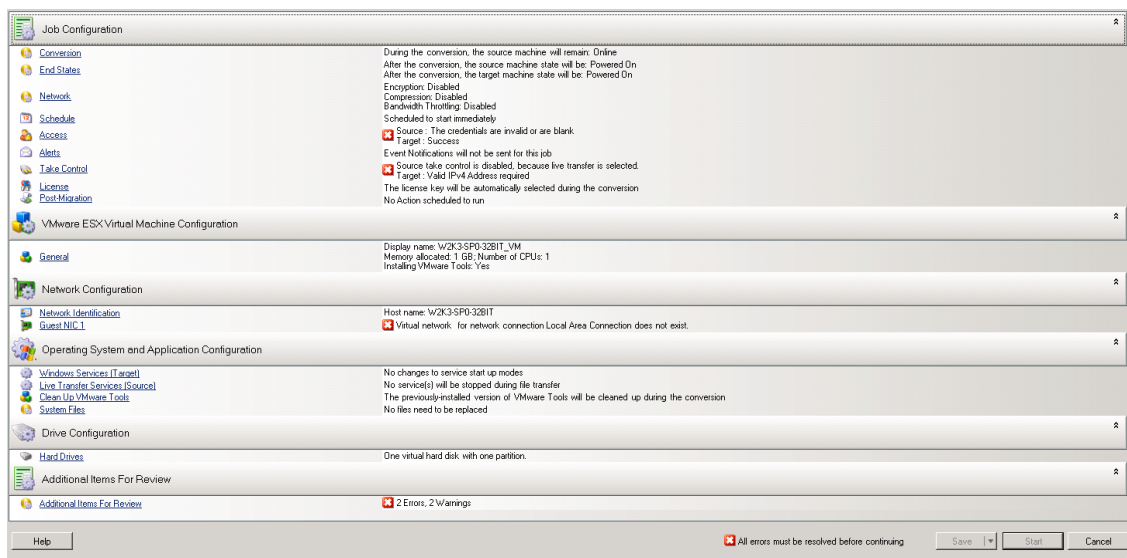 Job Configuration
Conversion
During the conversion, the source machine will remain: Online
End States
After the conversion, the source machine state will be: Powered On
After the conversion, the target machine state will be: Powered On
Network
Encryption: Disabled
Compression: Disabled
Bandwidth Throttling: Disabled
Schedule
Scheduled to start immediately
Access
Source : The credentials are invalid or are blank
Target : Success
Alerts
Event Notifications will not be sent for this job
Take Control
Source take control is disabled, because live transfer is selected.
Target : Valid IPv4 Address required
License
The license key will be automatically selected during the conversion
Post-Migration
No Action scheduled to run
VMware ESX Virtual Machine Configuration
General
Display name: W2K3-SP0-32BIT_VM
Memory allocated: 1 GB; Number of CPUs: 1
Installing VMware Tools: Yes
Network Configuration
Network Identification
Host name: W2K3-SP0-32BIT
Guest NIC 1
Virtual network for network connection Local Area Connection does not exist.
Operating System and Application Configuration
Windows Services (Target)
No changes to service start up modes
Live Transfer Services (Source)
No service(s) will be stopped during file transfer
Clean Up VMware Tools
The previously-installed version of VMware Tools will be cleaned up during the conversion
System Files
No files need to be replaced
Drive Configuration
Hard Drives
One virtual hard disk with one partition.
Additional Items For Review
Additional Items For Review
2 Errors, 2 Warnings
Help
All errors must be resolved before continuing
Save
Start
Cancel